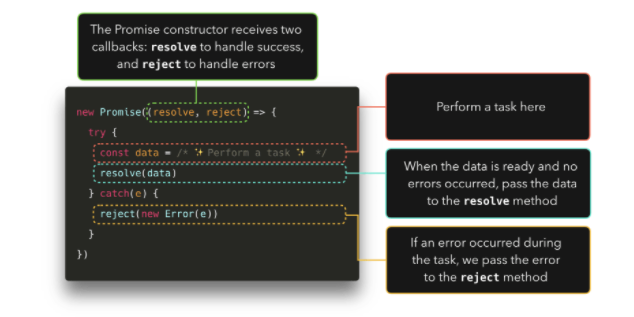 The Promise constructor receives two
callbacks: resolve to handle success,
and reject to handle errors
new Promise((resolve, reject) => {
try {
const data = /* ✨ Perform a task ✨ */
resolve(data)
} catch(e) {
reject(new Error(e))
}
})
Perform a task here
When the data is ready and no
errors occurred, pass the data
to the resolve method
If an error occurred during
the task, we pass the error
to the reject method